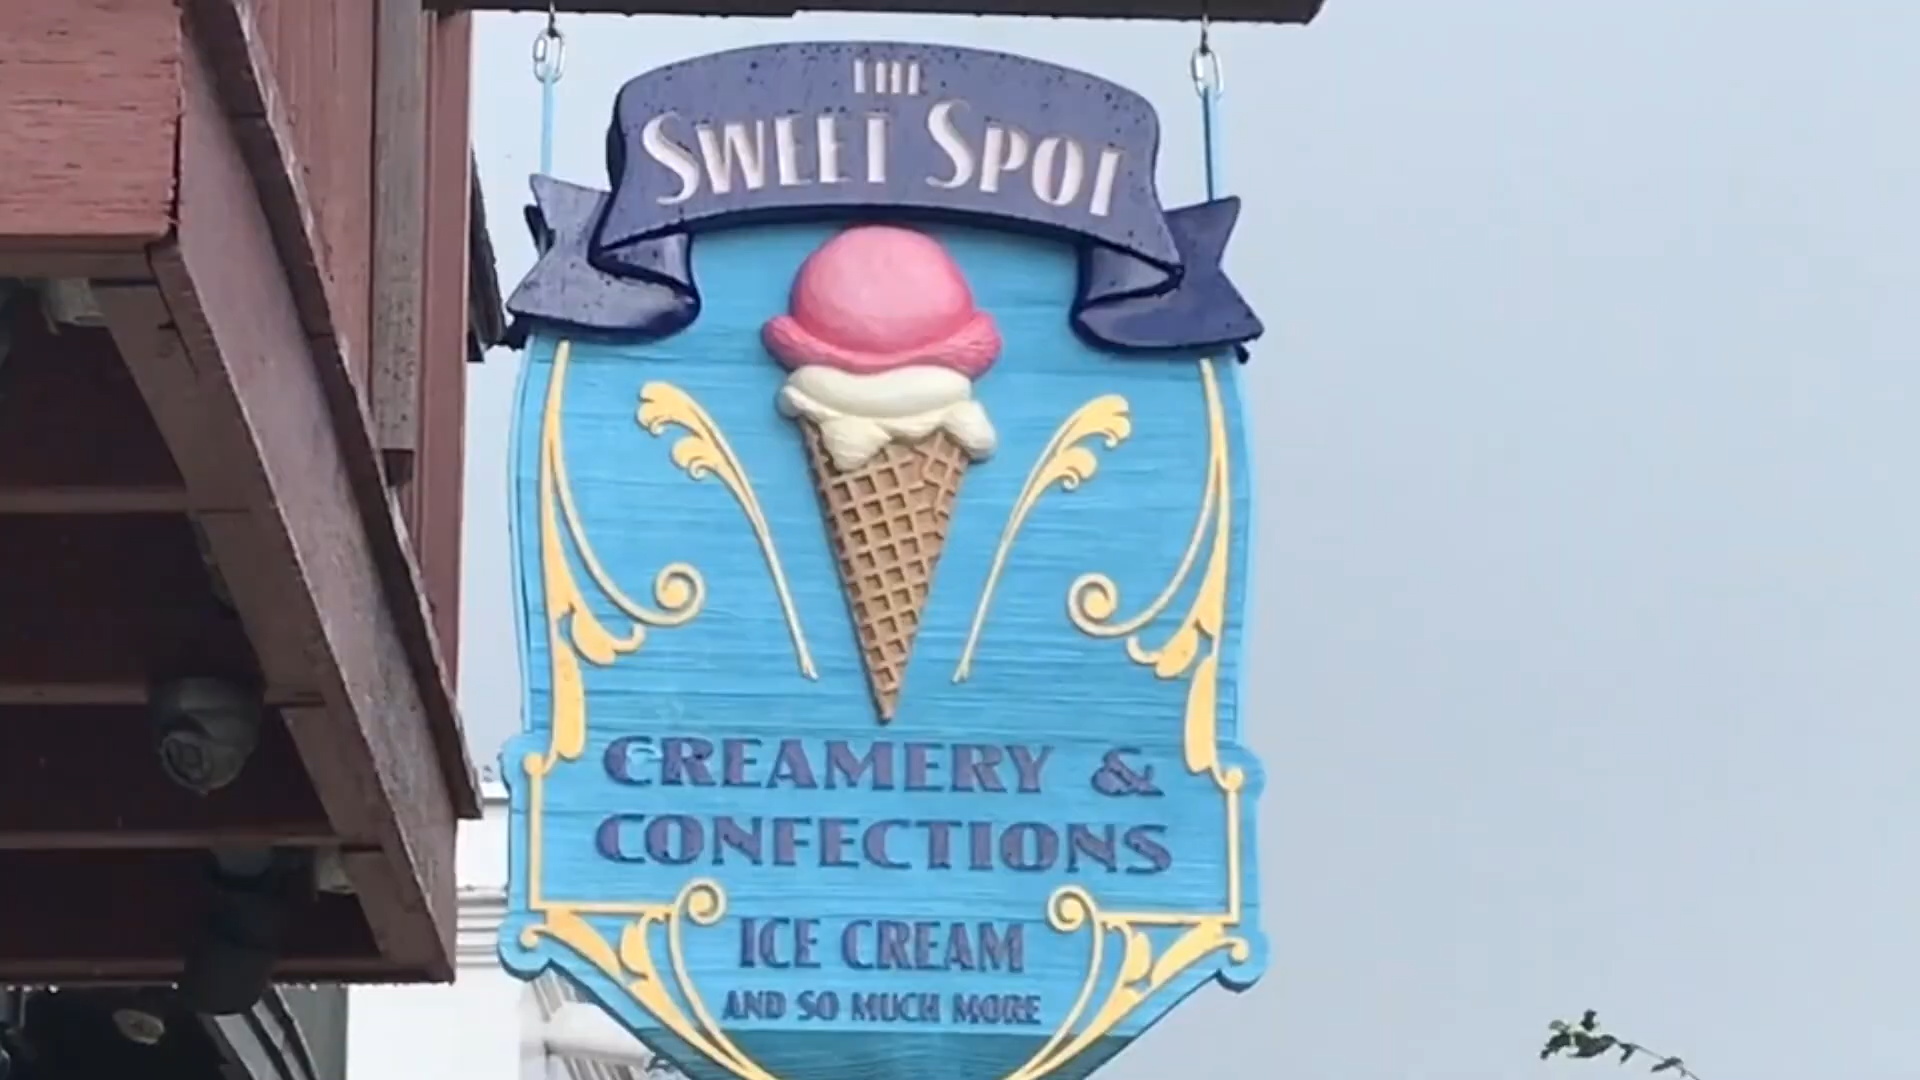 THE
SWEET SPOT
CREAMERY &
CONFECTIONS
ICE CREAM
AND SO MUCH MORE